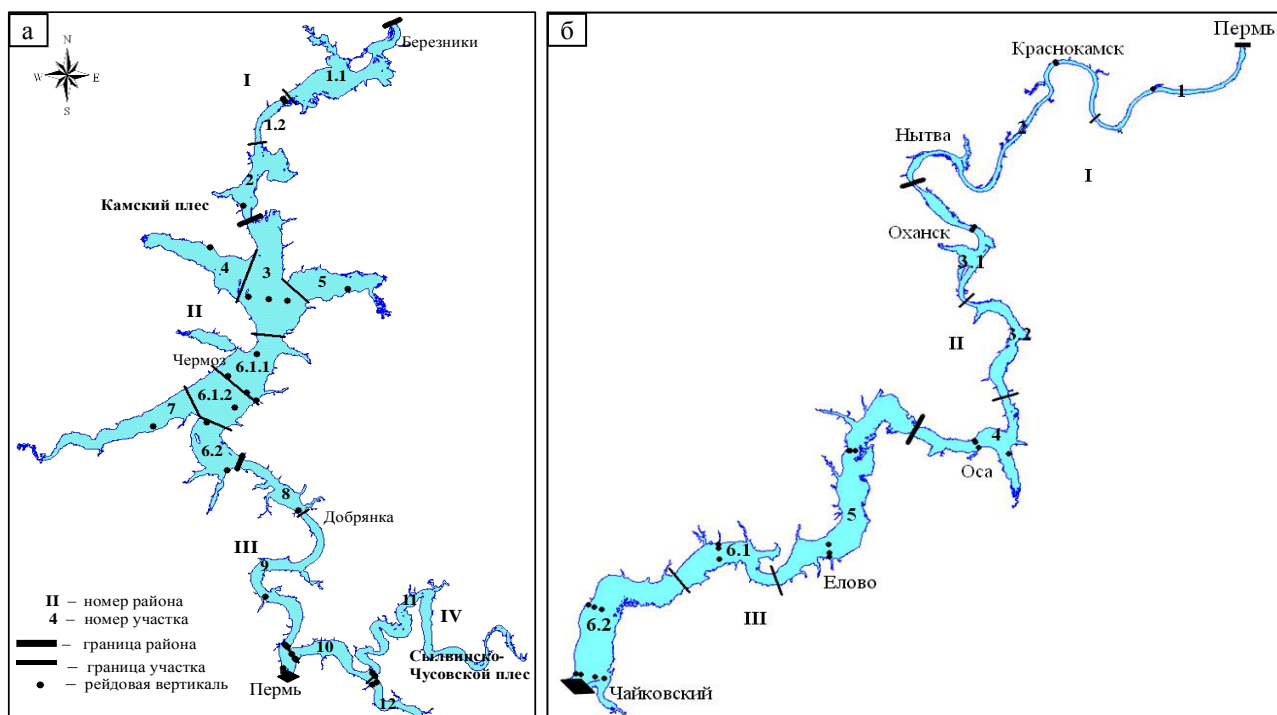 а
N
W E
S
Березники
1.1
I
1.2
2
Камский плес
4
3
5
II
Чермоз
6.1.1
6.1.2
7
6.2
8
Добрянка
III
9
11
IV
10
Сылвинско-
Чусовской плес
Пермь
12
II – номер района
4 – номер участка
– граница района
– граница участка
– рейдовая вертикаль
б
Пермь
Краснокамск
1
2
Нытва
I
Оханск
3.1
3.2
II
4
Оса
5
6.1
Елово
III
6.2
Чайковский